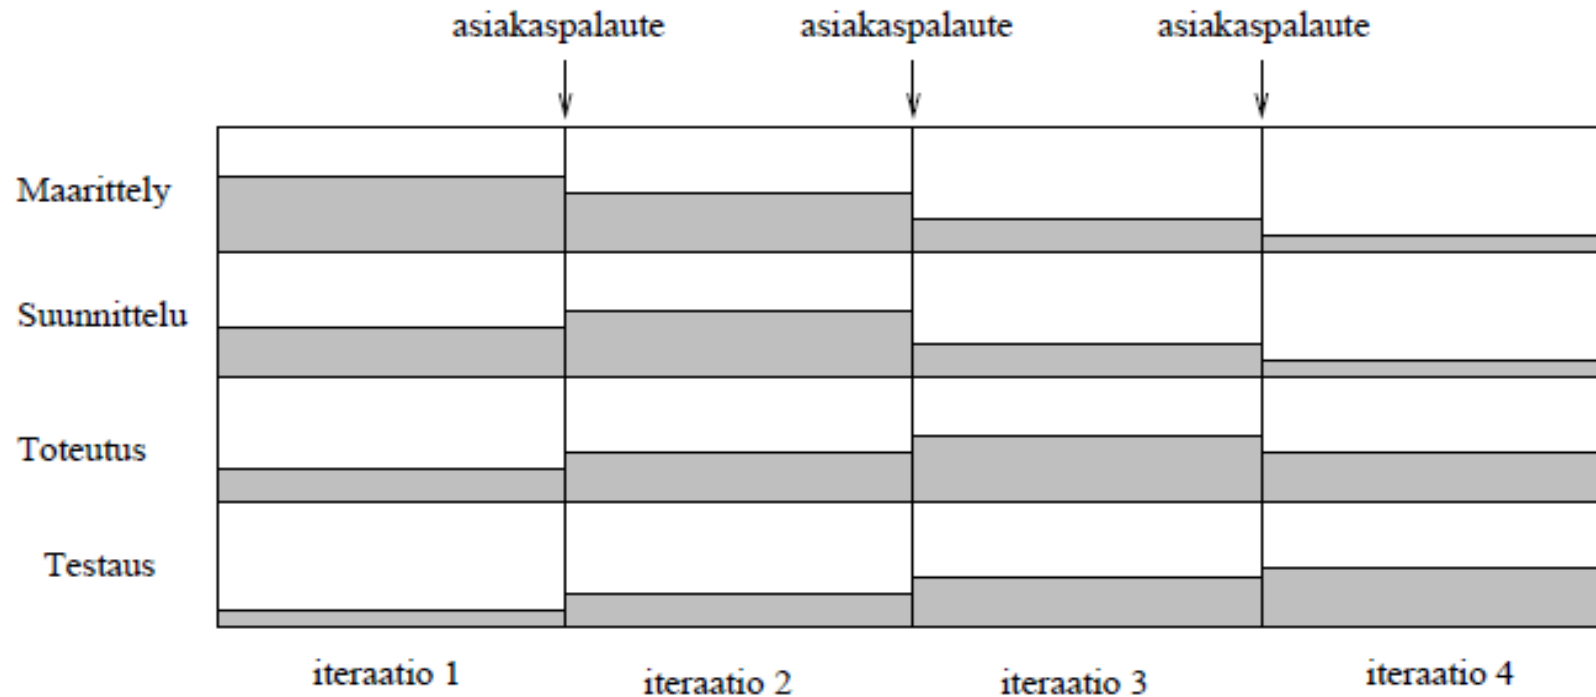 asiakaspalaute asiakaspalaute asiakaspalaute
Maarittely
Suunnittelu
Toteutus
Testaus
iteraatio 1 iteraatio 2 iteraatio 3 iteraatio 4